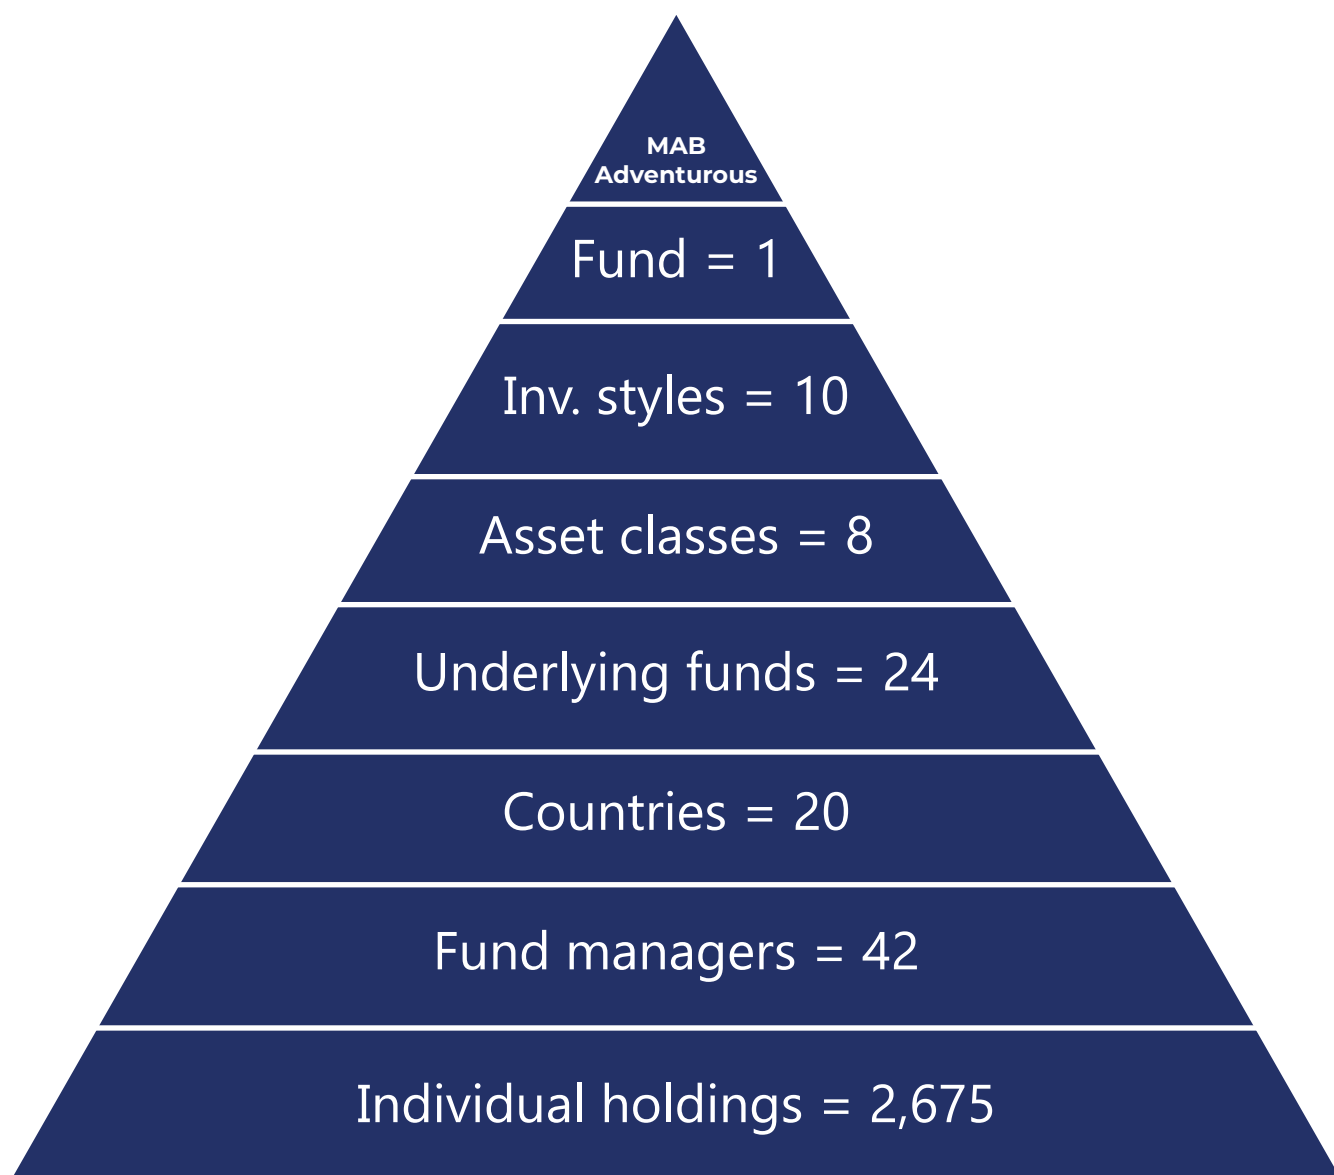 MAB
Adventurous
Fund = 1
Inv. styles = 10
Asset classes = 8
Underlying funds = 24
Countries = 20
Fund managers = 42
Individual holdings = 2,675